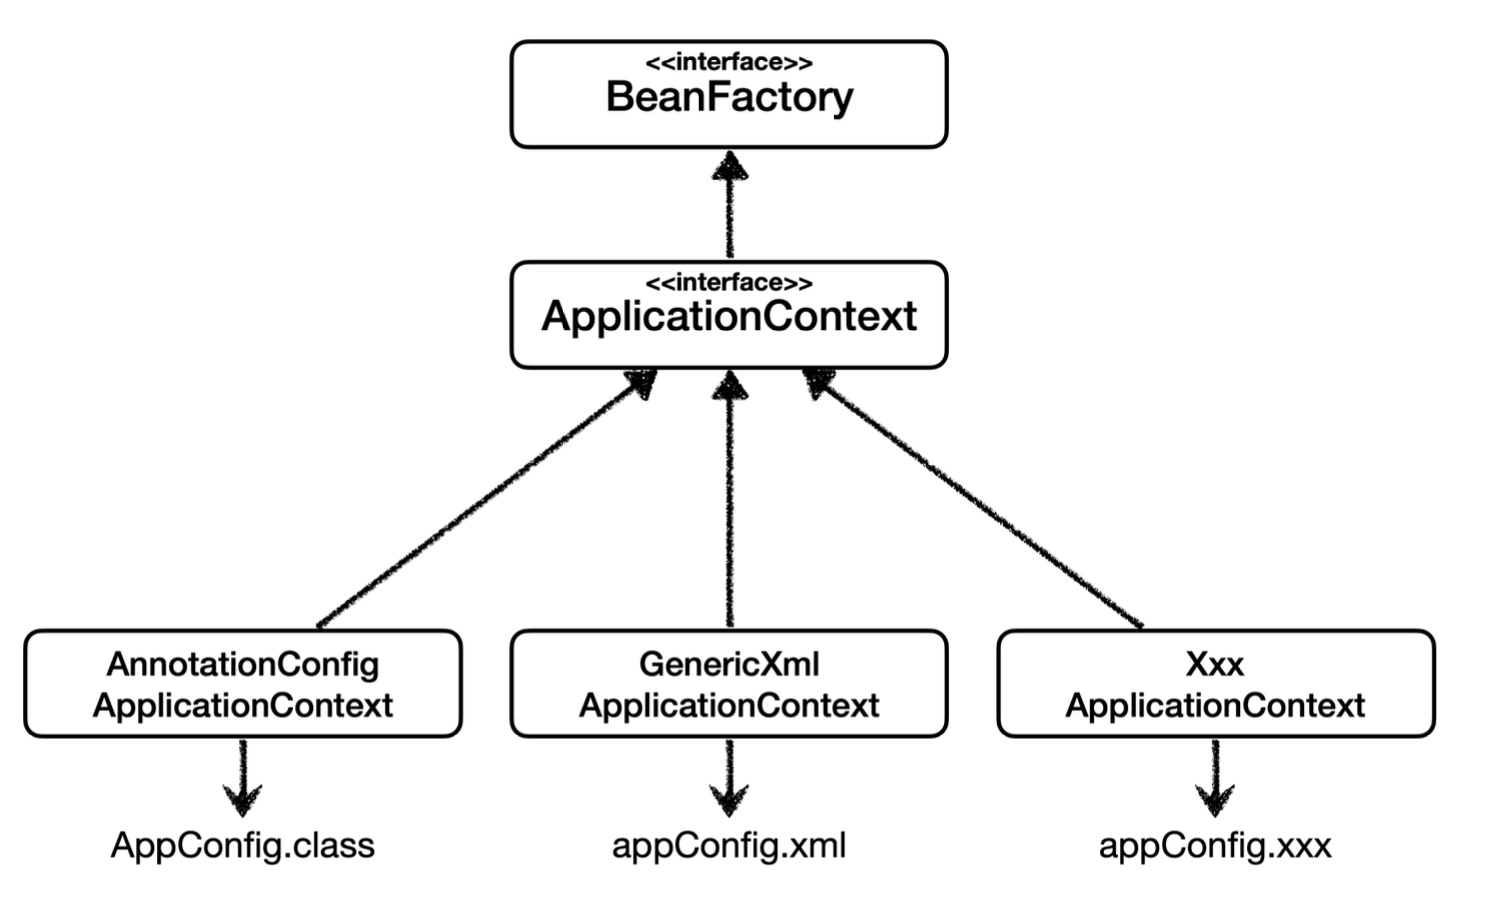 <<interface>>
BeanFactory
<<interface>>
ApplicationContext
AnnotationConfig
ApplicationContext
GenericXml
ApplicationContext
Xxx
ApplicationContext
AppConfig.class
appConfig.xml
appConfig.xxx